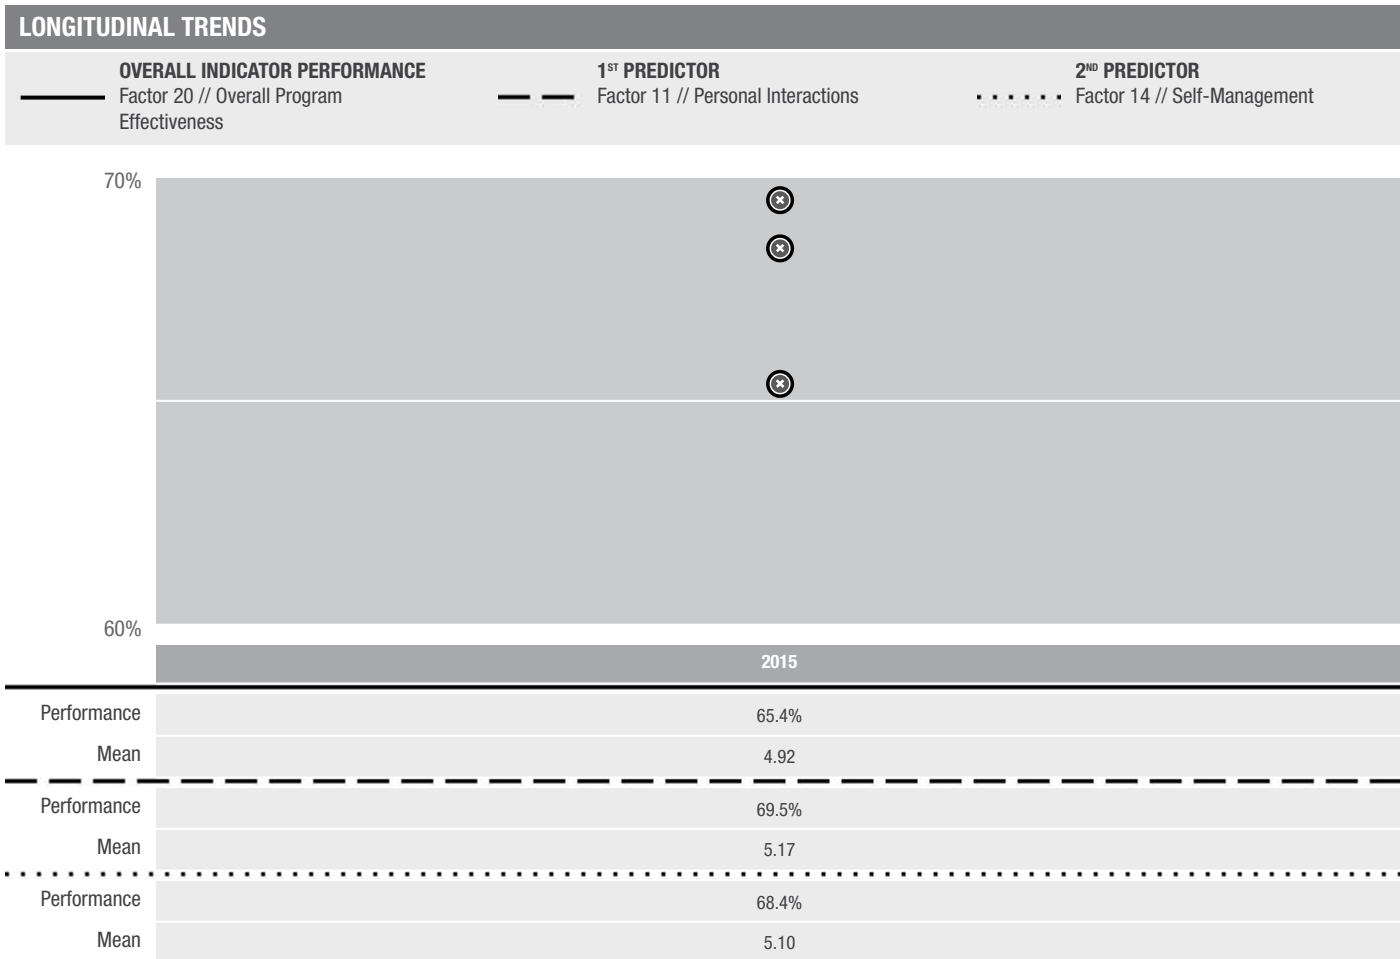 LONGITUDINAL TRENDS
OVERALL INDICATOR PERFORMANCE
Factor 20 // Overall Program
Effectiveness
1ST PREDICTOR
Factor 11 // Personal Interactions
2ND PREDICTOR
Factor 14 // Self-Management
70%
60%
2015
Performance 65.4%
Mean 4.92
Performance 69.5%
Mean 5.17
Performance 68.4%
Mean 5.10